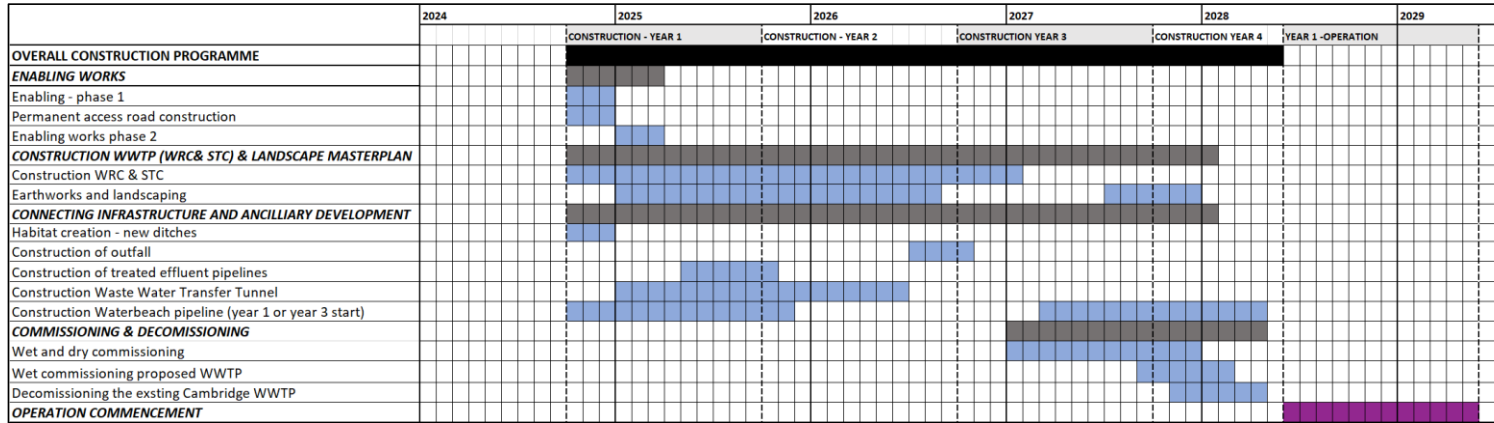 2024 2025 2026 2027 2028 2029
CONSTRUCTION - YEAR 1 CONSTRUCTION - YEAR 2 CONSTRUCTION YEAR 3 CONSTRUCTION YEAR 4 YEAR 1 -OPERATION
OVERALL CONSTRUCTION PROGRAMME
ENABLING WORKS
Enabling - phase 1
Permanent access road construction
Enabling works phase 2
CONSTRUCTION WWTP (WRC& STC) & LANDSCAPE MASTERPLAN
Construction WRC & STC
Earthworks and landscaping
CONNECTING INFRASTRUCTURE AND ANCILLIARY DEVELOPMENT
Habitat creation - new ditches
Construction of outfall
Construction of treated effluent pipelines
Construction Waste Water Transfer Tunnel
Construction Waterbeach pipeline (year 1 or year 3 start)
COMMISSIONING & DECOMISSIONING
Wet and dry commissioning
Wet commissioning proposed WWTP
Decomissioning the exsting Cambridge WWTP
OPERATION COMMENCEMENT